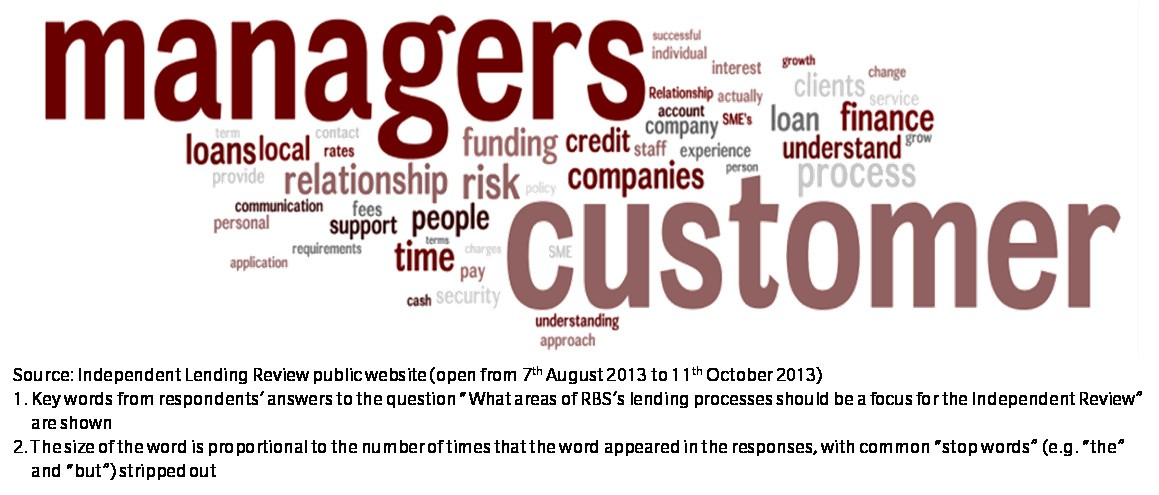 managers
successful
individual
interest
growth
clients
change
service
Relationship
actually
account
company
SME's
loan
finance
term
contact
loans
local
rates
funding
credit
staff
experience
understand
grow
provide
relationship
risk
policy
companies
person
process
communication
fees
personal
support
people
customer
requirements
terms
charges
SME
application
time
pay
cash
security
understanding
approach
Source: Independent Lending Review public website (open from 7th August 2013 to 11th October 2013)
1. Key words from respondents' answers to the question "What areas of RBS's lending processes should be a focus for the Independent Review"
are shown
2. The size of the word is proportional to the number of times that the word appeared in the responses, with common "stop words" (e.g. "the"
and "but") stripped out